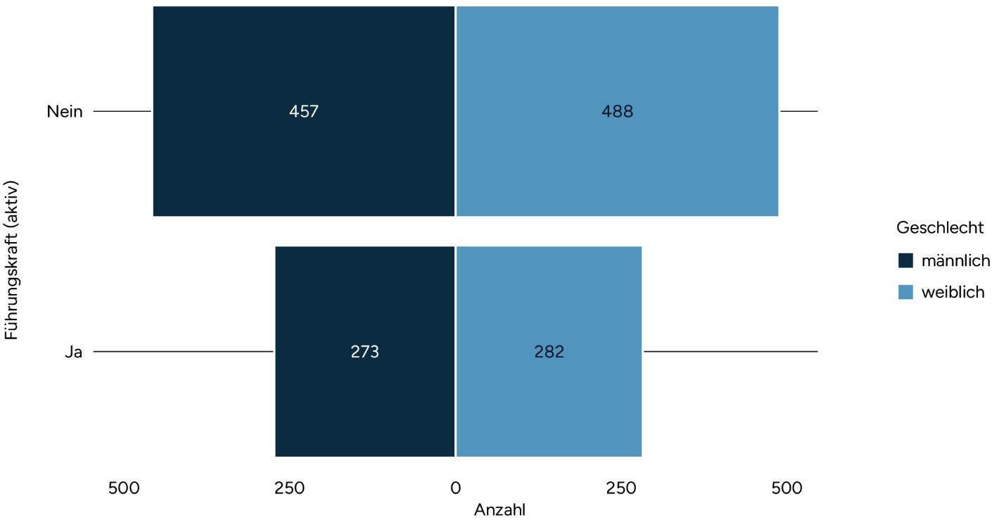 Führungskraft (aktiv)
Nein
457
488
Ja
273
282
500 250 0 250 500
Anzahl
Geschlecht
männlich
weiblich